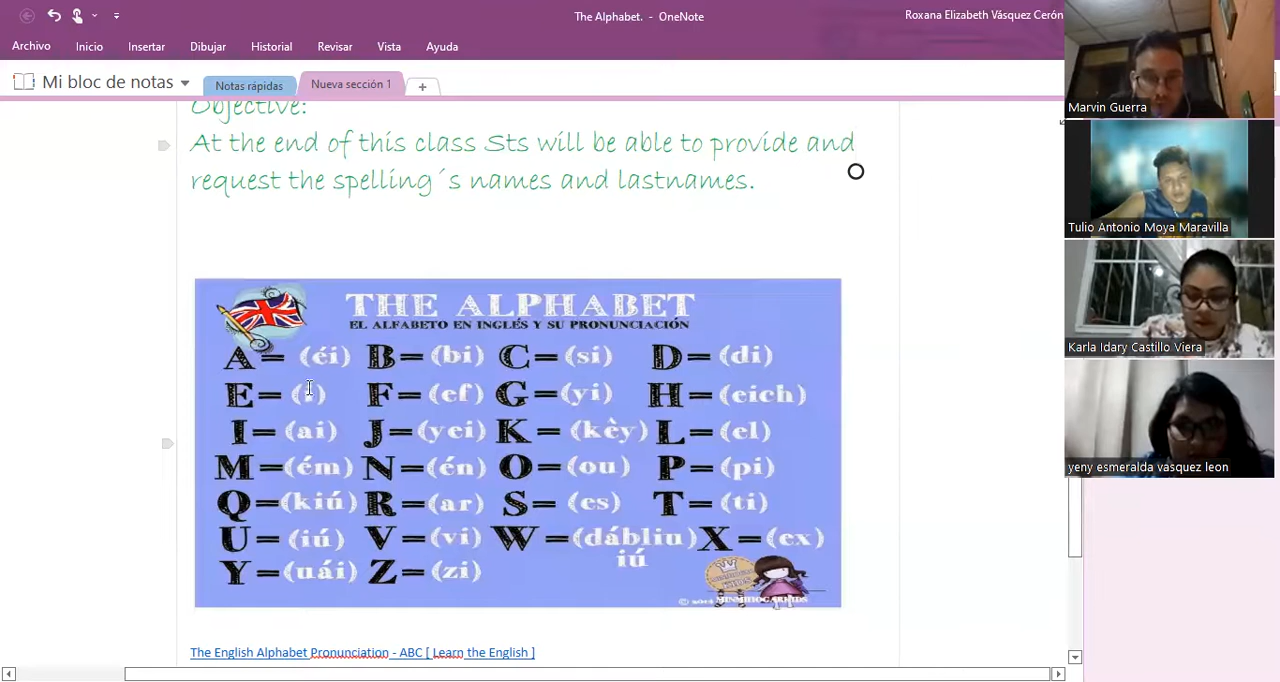 The Alphabet. - OneNote
Roxana Elizabeth Vásquez Cerón
Archivo Inicio Insertar Dibujar Historial Revisar Vista Ayuda
Mi bloc de notas Notas rápidas Nueva sección 1 +
Objective:
At the end of this class Sts will be able to provide and
request the spelling´s names and lastnames.
THE ALPHABET
EL ALFABETO EN INGLÉS Y SU PRONUNCIACIÓN
A= (éi) B= (bi) C= (si) D= (di)
E= (i) F= (ef) G= (yi) H= (eich)
I= (ai) J= (yei) K= (kèy) L= (el)
M= (ém) N= (én) O= (ou) P= (pi)
Q= (kiú) R= (ar) S= (es) T= (ti)
U= (iú) V= (vi) W= (dábliu) X= (ex)
iú
Y= (uái) Z= (zi)
The English Alphabet Pronunciation - ABC [ Learn the English ]
Marvin Guerra
Tulio Antonio Moya Maravilla
Karla Idary Castillo Viera
yeny esmeralda vasquez leon